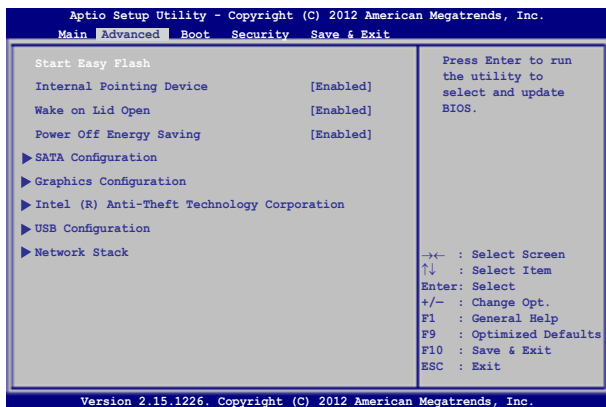 Aptio Setup Utility - Copyright (C) 2012 American Megatrends, Inc.
Main Advanced Boot Security Save & Exit
Start Easy Flash
Internal Pointing Device [Enabled]
Wake on Lid Open [Enabled]
Power Off Energy Saving [Enabled]
SATA Configuration
Graphics Configuration
Intel (R) Anti-Theft Technology Corporation
USB Configuration
Network Stack
Press Enter to run
the utility to
select and update
BIOS.
→← : Select Screen
↑↓ : Select Item
Enter: Select
+/— : Change Opt.
F1 : General Help
F9 : Optimized Defaults
F10 : Save & Exit
ESC : Exit
Version 2.15.1226. Copyright (C) 2012 American Megatrends, Inc.